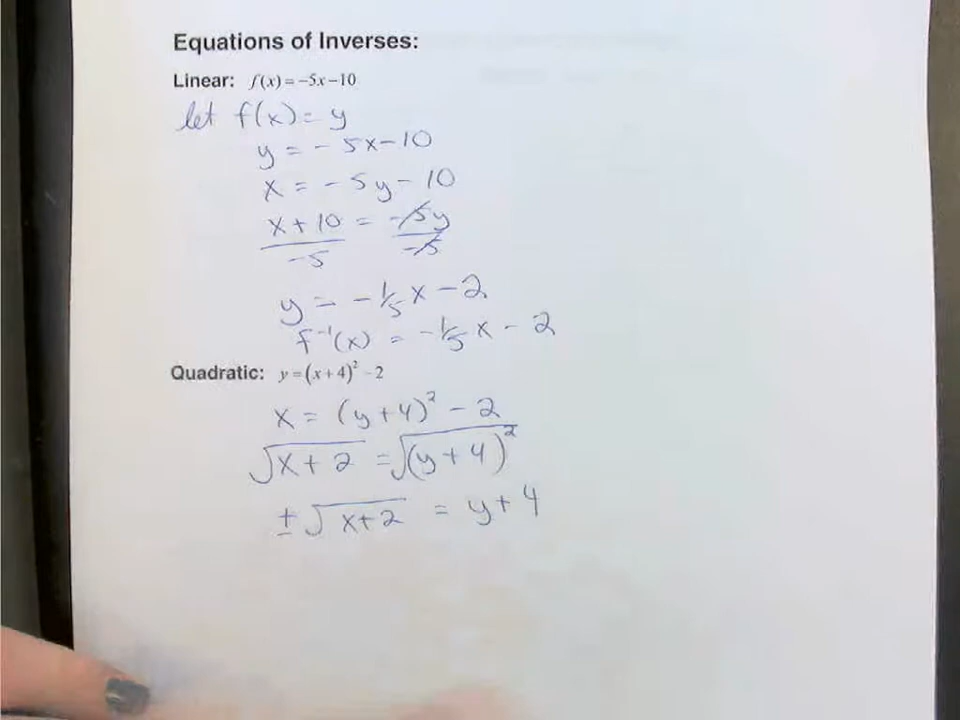 Equations of Inverses:
Linear: f(x) = -5x - 10
let f(x) = y
y = - 5x - 10
x = - 5y - 10
x + 10 = -5y
-5 -5
y = - 1/5 x - 2
f⁻¹(x) = - 1/5 x - 2
Quadratic: y = (x + 4)² - 2
x = (y + 4)² - 2
√x + 2 = √(y + 4)²
± √x + 2 = y + 4